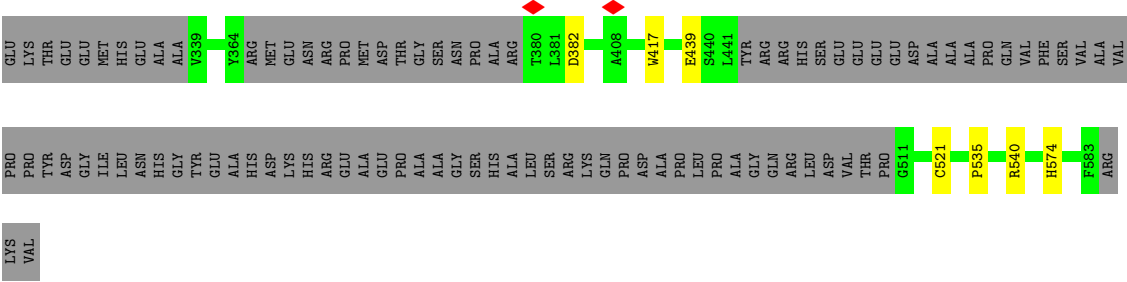 GLU LYS THR GLU GLU MET HIS GLU ALA ALA V339 Y364 ARG MET GLU ASN ARG PRO MET ASP THR GLY SER ASN PRO ALA ARG T380 L381 D382 A408 W417 E439 S440 L441 TYR ARG ARG HIS SER GLU GLU GLU GLU ASP ALA ALA ALA PRO GLN VAL PHE SER VAL ALA VAL
PRO PRO TYR ASP GLY ILE LEU ASN HIS GLY TYR GLU ALA HIS ASP LYS HIS ARG GLU ALA GLU PRO ALA ALA GLY SER HIS ALA LEU SER ARG LYS GLN PRO ASP ALA PRO LEU PRO PRO ALA GLY GLN ARG LEU ASP VAL THR PRO G511 C521 P535 R540 H574 F583 ARG
LYS VAL